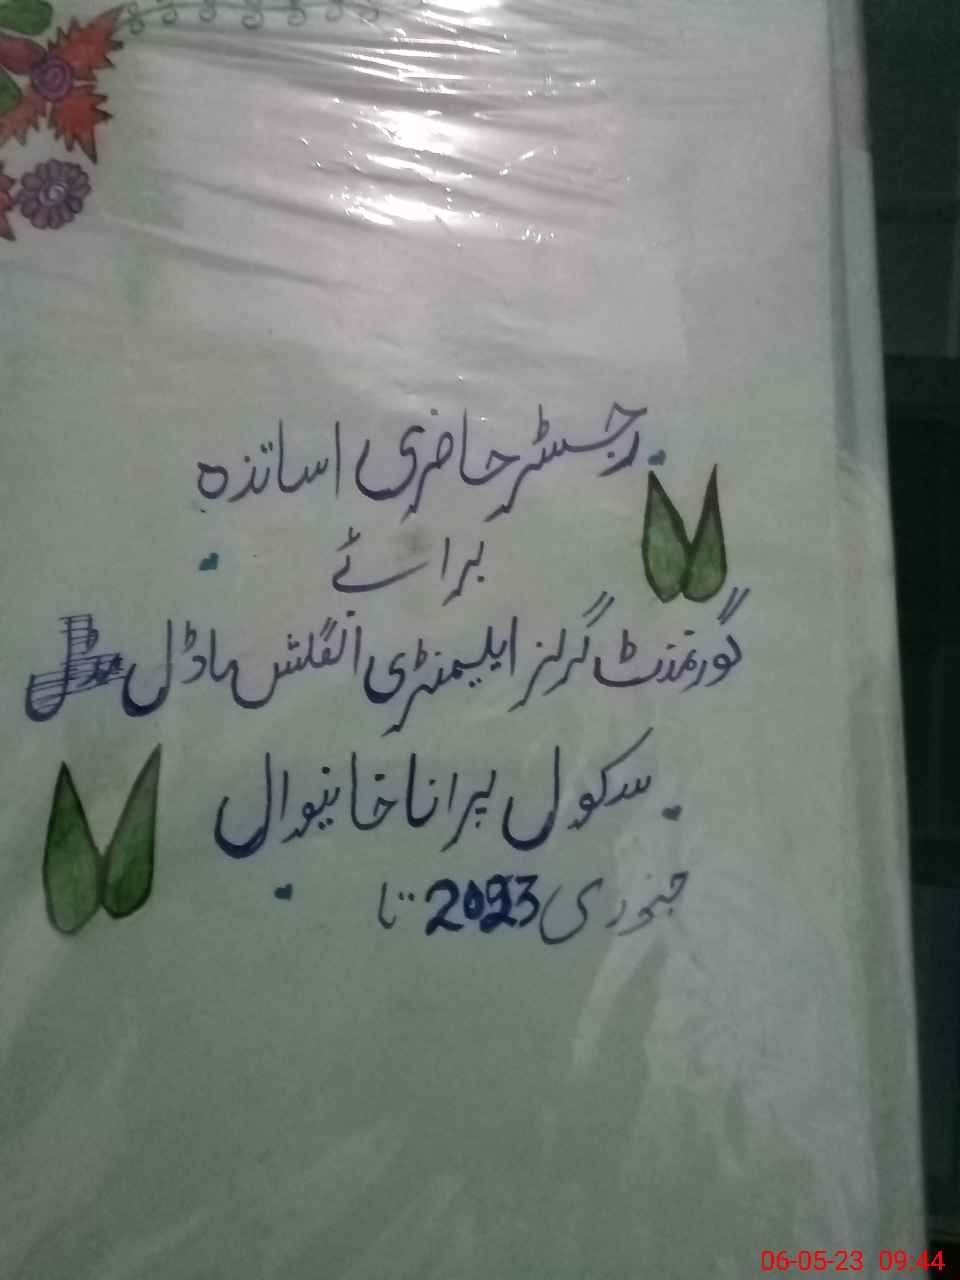 رجسٹر حاضری اساتذہ
برائے
گورنمنٹ گرلز ایلیمنٹری انگلش ماڈل
سکول پرانا خانیوال
جنوری 2023 تا
06-05-23 09:44